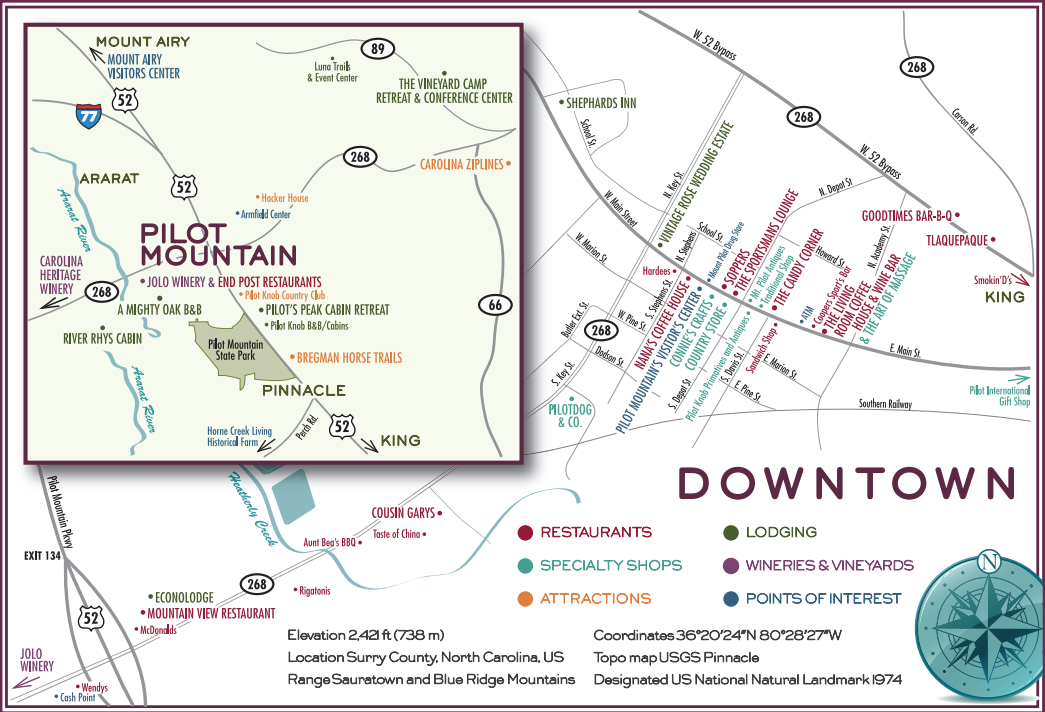 MOUNT AIRY
MOUNT AIRY
VISITORS CENTER
52
77
89
Luna Trails
& Event Center
THE VINEYARD CAMP
RETREAT & CONFERENCE CENTER
268
CAROLINA ZIPLINES
ARARAT
52
Ararat River
Hacker House
Armfield Center
PILOT
MOUNTAIN
CAROLINA
HERITAGE
WINERY
268
JOLO WINERY & END POST RESTAURANTS
Pilot Knob Country Club
A MIGHTY OAK B&B
PILOT'S PEAK CABIN RETREAT
Pilot Knob B&B/Cabins
66
RIVER RHYS CABIN
Pilot Mountain
State Park
BREGMAN HORSE TRAILS
PINNACLE
Ararat River
Horne Creek Living
Historical Farm
Perch Rd.
52
KING
W. 52 Bypass
268
268
Carson Rd.
SHEPHARDS INN
School St.
W. 52 Bypass
N. Key St.
VINTAGE ROSE WEDDING ESTATE
W. Main Street
N. Depot St.
GOODTIMES BAR-B-Q
TLAQUEPAQUE
Smokin'D's
KING
W. Marion St.
N. Stephens
School St.
Mount Pilot Drug Store
SOPPERS
THE SPORTSMAN'S LOUNGE
Mt. Pilot Antiques
Traditional Shop
THE CANDY CORNER
Howard St.
N. Academy St.
Hardees
S. Stephens St.
NANA'S COFFEE HOUSE
PILOT MOUNTAIN'S VISITOR'S CENTER
CONNIE'S CRAFTS
COUNTRY STORE
ATM
Coopers Sport's Bar
THE LIVING
ROOM COFFEE
HOUSE & WINE BAR
& THE ART OF MASSAGE
Butler Ext. St.
268
W. Pine St.
Dodson St.
S. Key St.
S. Depot St.
Pilot Knob Primatives and Antiques
S. Davis St.
Sandwich Shop
E. Marion St.
E. Pine St.
E. Main St.
Pilot International
Gift Shop
PILOTDOG
& CO.
Southern Railway
DOWNTOWN
Pilot Mountain Pkwy
Heatherly Creek
EXIT 134
COUSIN GARYS
Taste of China
Aunt Bea's BBQ
268
Rigatonis
ECONOLODGE
MOUNTAIN VIEW RESTAURANT
McDonalds
52
JOLO
WINERY
Wendys
Cash Point
RESTAURANTS
LODGING
SPECIALTY SHOPS
WINERIES & VINEYARDS
ATTRACTIONS
POINTS OF INTEREST
N
Elevation 2,421 ft (738 m)
Coordinates 36°20'24"N 80°28'27"W
Location Surry County, North Carolina, US
Topo map USGS Pinnacle
Range Sauratown and Blue Ridge Mountains
Designated US National Natural Landmark 1974